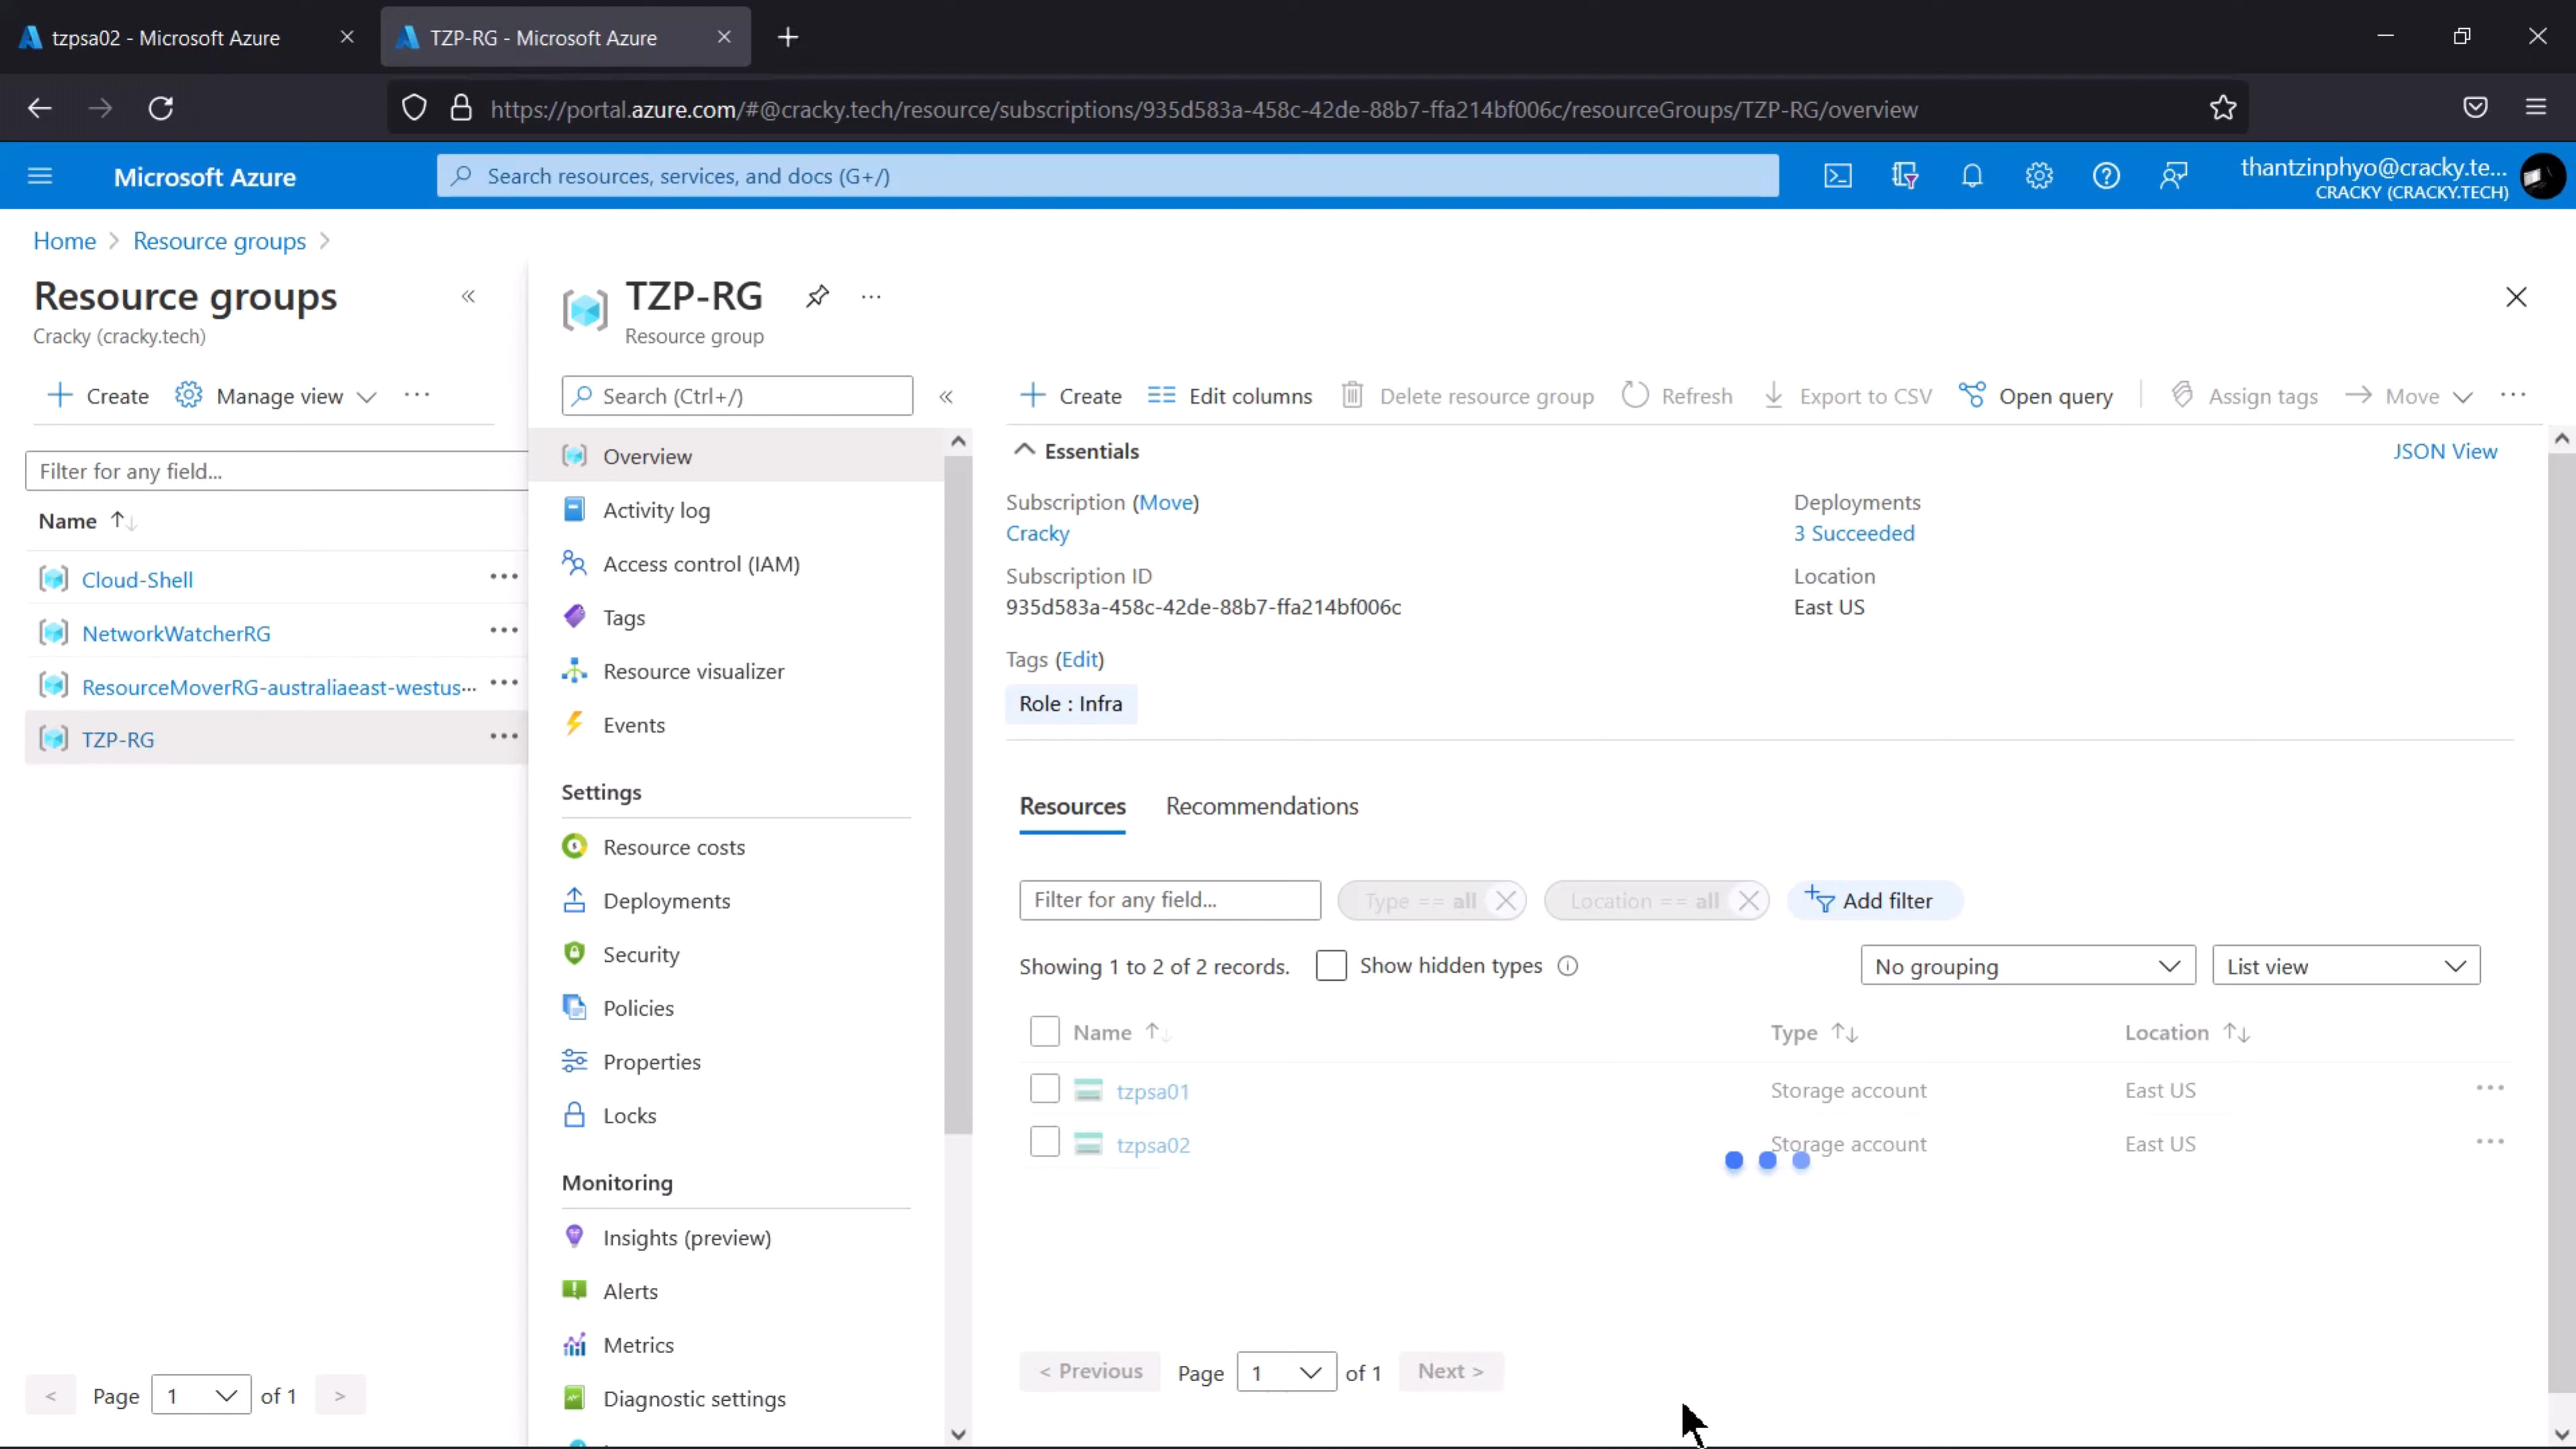 tzpsa02 - Microsoft Azure
TZP-RG - Microsoft Azure
https://portal.azure.com/#@cracky.tech/resource/subscriptions/935d583a-458c-42de-88b7-ffa214bf006c/resourceGroups/TZP-RG/overview
Microsoft Azure
Search resources, services, and docs (G+/)
thantzinphyo@cracky.te...
CRACKY (CRACKY.TECH)
Home > Resource groups >
Resource groups
Cracky (cracky.tech)
+ Create
Manage view
...
Filter for any field...
Name
Cloud-Shell
NetworkWatcherRG
ResourceMoverRG-australiaeast-westus...
TZP-RG
< Page 1 of 1 >
TZP-RG
Resource group
Search (Ctrl+/)
Overview
Activity log
Access control (IAM)
Tags
Resource visualizer
Events
Settings
Resource costs
Deployments
Security
Policies
Properties
Locks
Monitoring
Insights (preview)
Alerts
Metrics
Diagnostic settings
+ Create
Edit columns
Delete resource group
Refresh
Export to CSV
Open query
Assign tags
Move
...
Essentials
JSON View
Subscription (Move)
Cracky
Deployments
3 Succeeded
Subscription ID
935d583a-458c-42de-88b7-ffa214bf006c
Location
East US
Tags (Edit)
Role : Infra
Resources
Recommendations
Filter for any field...
Type == all
Location == all
Add filter
Showing 1 to 2 of 2 records.
Show hidden types
No grouping
List view
Name Type Location
tzpsa01 Storage account East US
tzpsa02 Storage account East US
< Previous Page 1 of 1 Next >